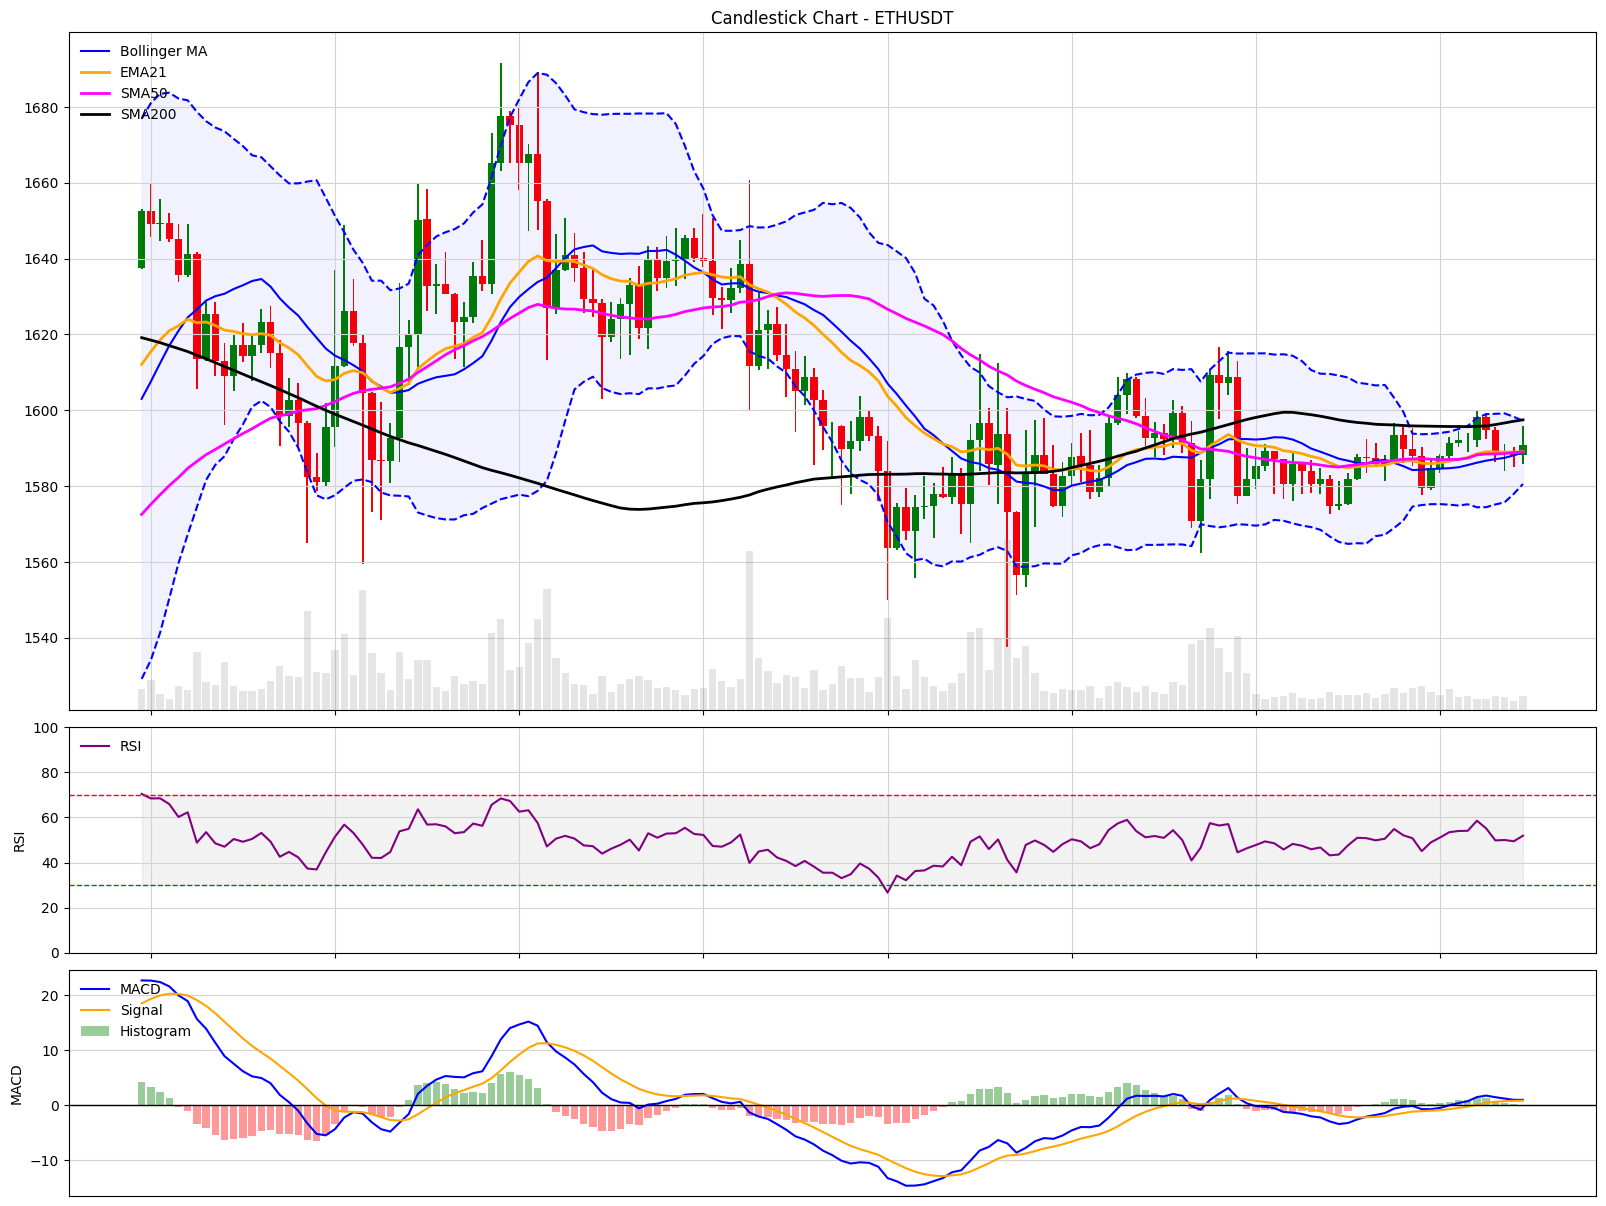 Candlestick Chart - ETHUSDT
Bollinger MA
EMA21
SMA50
SMA200
1680
1660
1640
1620
1600
1580
1560
1540
RSI
100
80
60
40
20
0
RSI
MACD
Signal
Histogram
20
10
0
−10
MACD